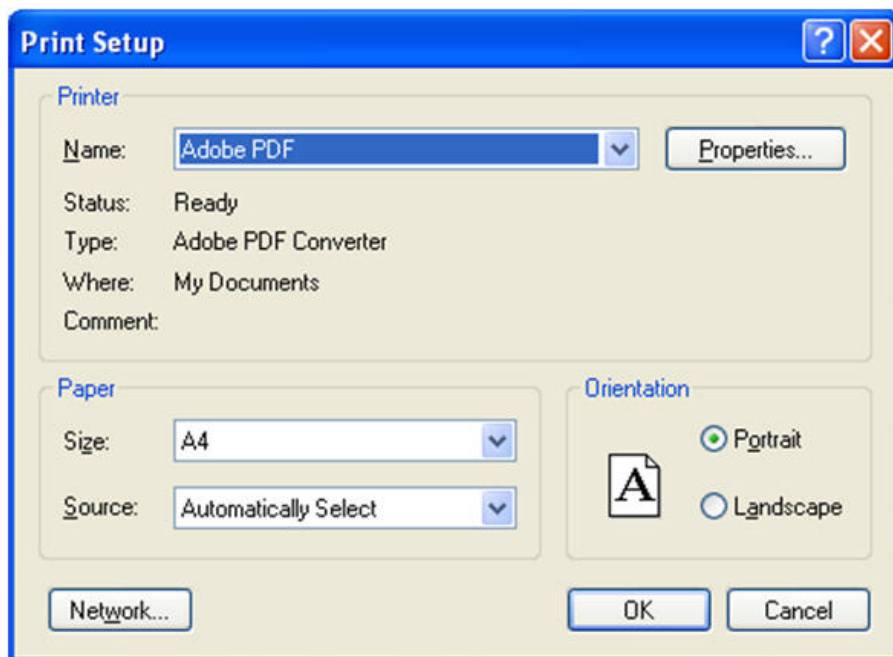 Print Setup
Printer
Name: Adobe PDF Properties...
Status: Ready
Type: Adobe PDF Converter
Where: My Documents
Comment:
Paper
Size: A4
Source: Automatically Select
Orientation
A
Portrait
Landscape
Network... OK Cancel